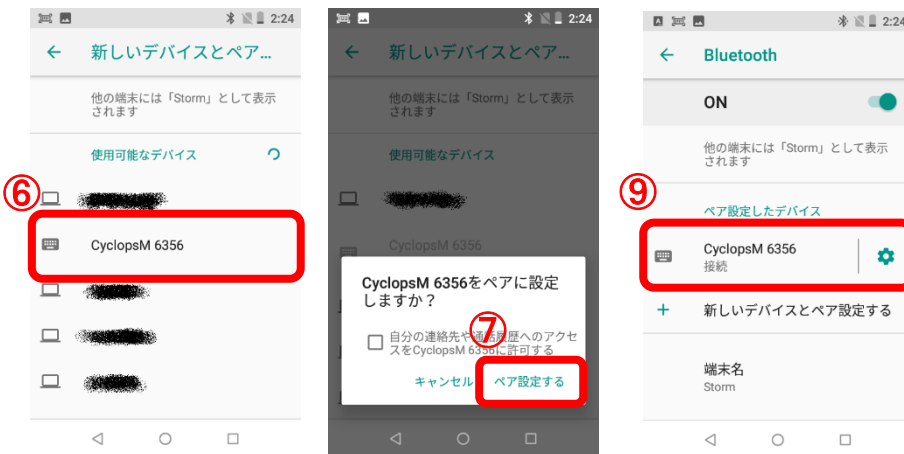 2:24
新しいデバイスとペア…
他の端末には「Storm」として表示
されます
使用可能なデバイス
⑥
CyclopsM 6356
2:24
新しいデバイスとペア…
他の端末には「Storm」として表示
されます
使用可能なデバイス
CyclopsM 6356
CyclopsM 6356をペアに設定
しますか？
⑦
自分の連絡先や通話履歴へのアクセ
スをCyclopsM 6356に許可する
キャンセル
ペア設定する
2:24
Bluetooth
ON
他の端末には「Storm」として表示
されます
⑨
ペア設定したデバイス
CyclopsM 6356
接続
新しいデバイスとペア設定する
端末名
Storm